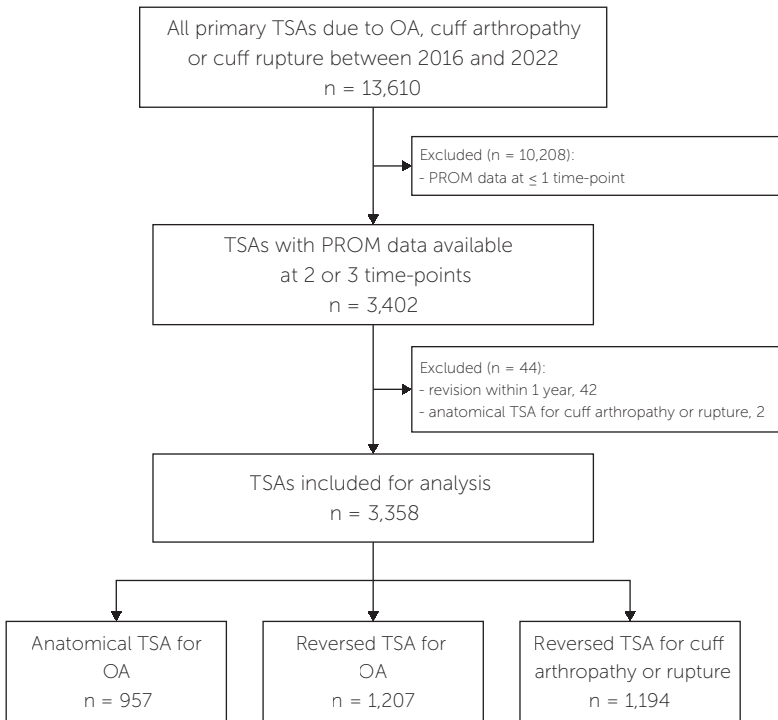 All primary TSAs due to OA, cuff arthropathy
or cuff rupture between 2016 and 2022
n = 13,610
Excluded (n = 10,208):
- PROM data at ≤ 1 time-point
TSAs with PROM data available
at 2 or 3 time-points
n = 3,402
Excluded (n = 44):
- revision within 1 year, 42
- anatomical TSA for cuff arthropathy or rupture, 2
TSAs included for analysis
n = 3,358
Anatomical TSA for
OA
n = 957
Reversed TSA for
OA
n = 1,207
Reversed TSA for cuff
arthropathy or rupture
n = 1,194